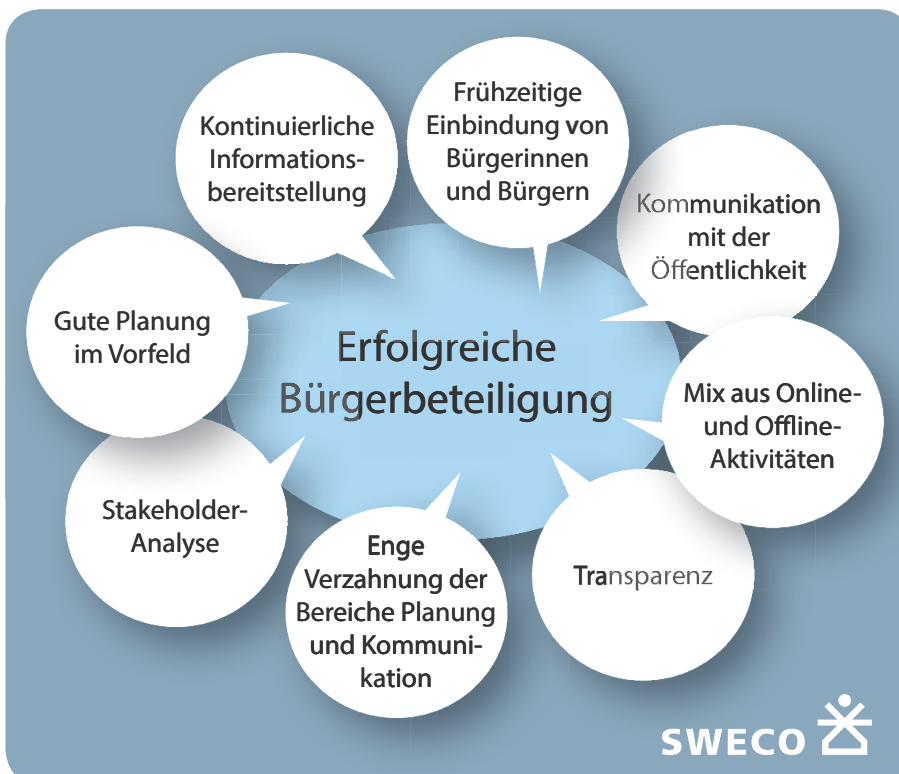 Kontinuierliche
Informations-
bereitstellung
Frühzeitige
Einbindung von
Bürgerinnen
und Bürgern
Kommunikation
mit der
Öffentlichkeit
Gute Planung
im Vorfeld
Erfolgreiche
Bürgerbeteiligung
Mix aus Online-
und Offline-
Aktivitäten
Stakeholder-
Analyse
Enge
Verzahnung der
Bereiche Planung
und Kommuni-
kation
Transparenz
SWECO